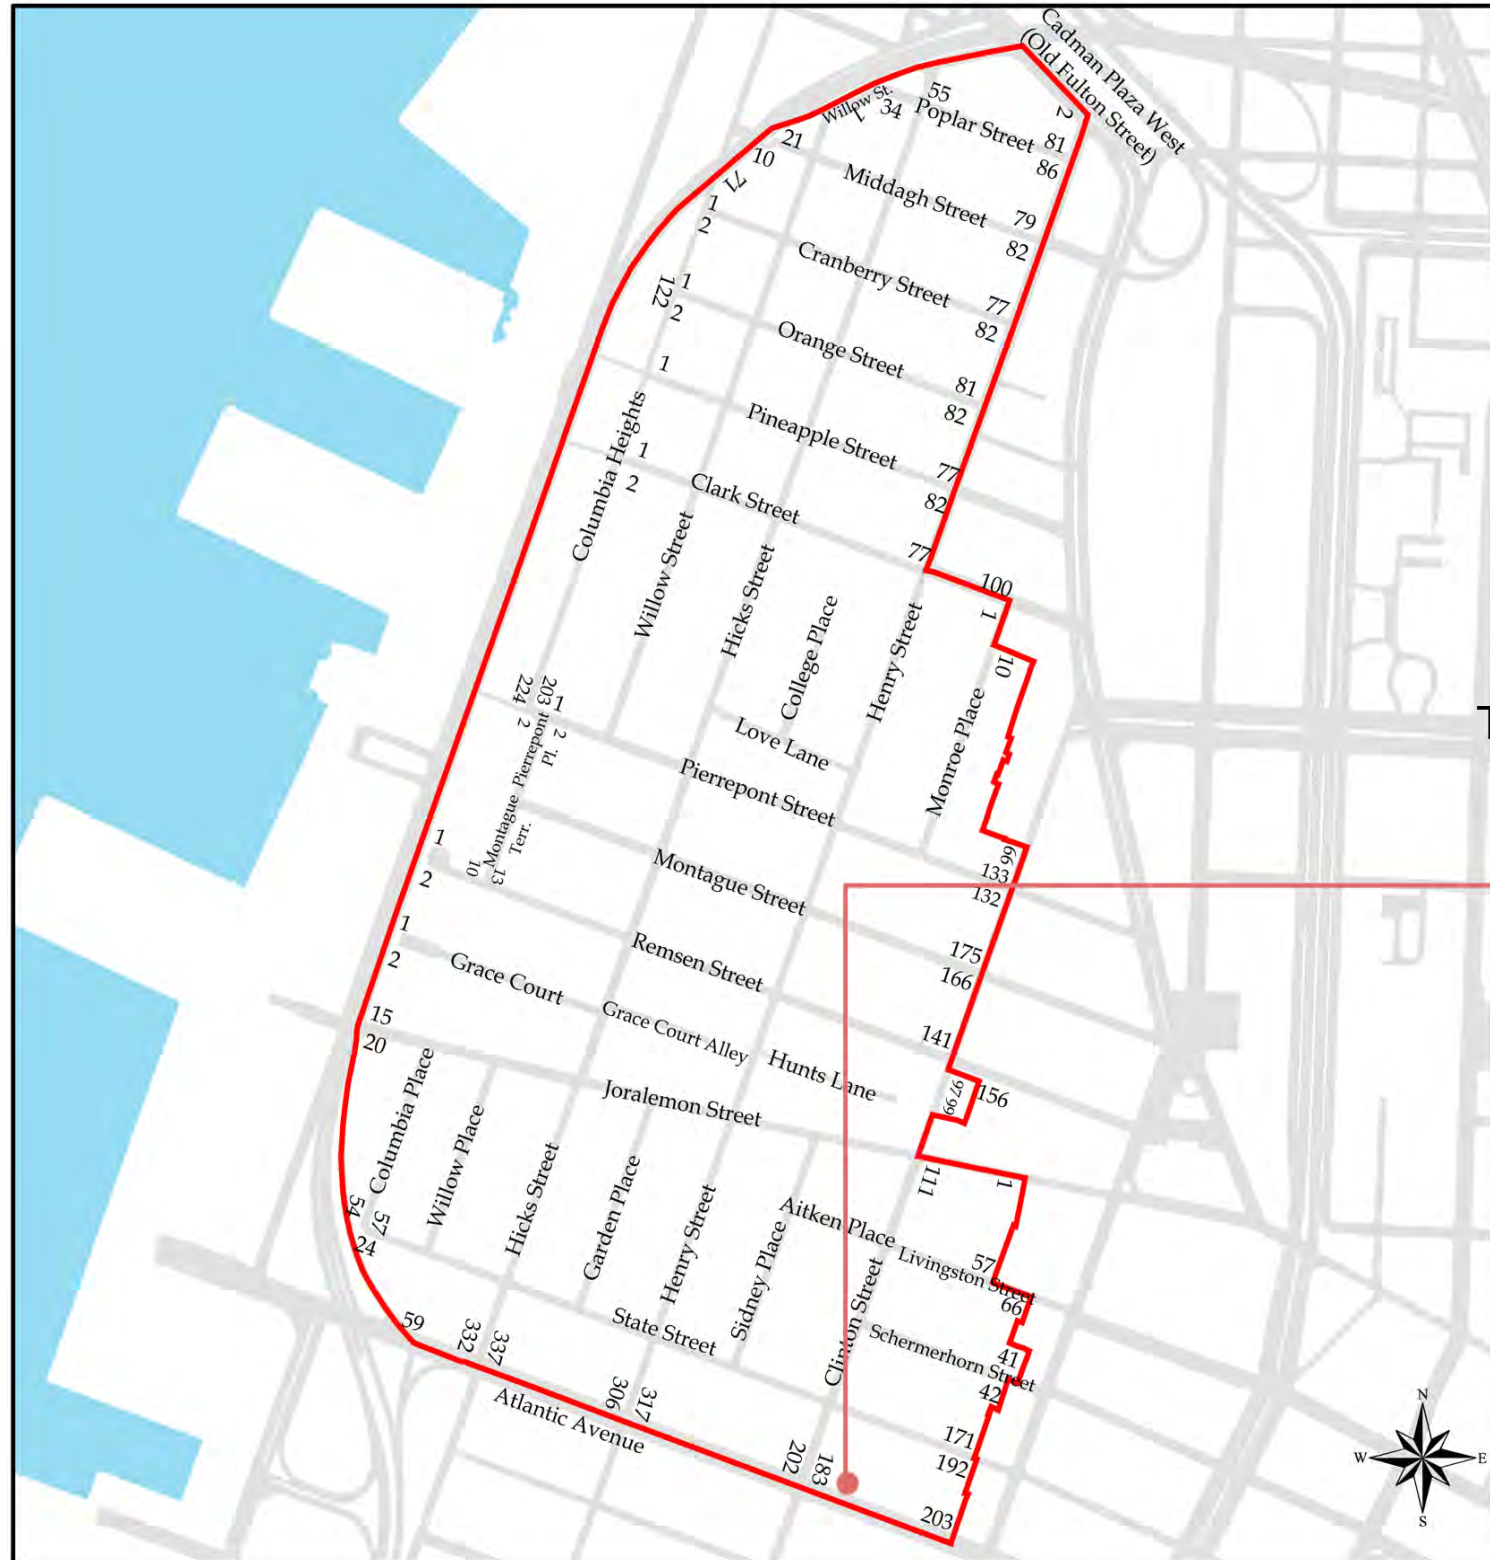 Cadman Plaza West
(Old Fulton Street)
2
55
Willow St.
1
34
Poplar Street
81
86
21
10
71
Middagh Street
79
82
1
2
Cranberry Street
77
82
122
1
2
Orange Street
81
82
1
Pineapple Street
77
82
1
2
Clark Street
77
100
1
10
Columbia Heights
Willow Street
Hicks Street
College Place
Henry Street
Monroe Place
Love Lane
224
203
1
2
2
Pierrepont
Pl.
Pierrepont Street
66
133
132
T
Montague
Terr.
10
13
Montague Street
175
166
1
2
Remsen Street
141
156
97
99
1
2
Grace Court
Grace Court Alley
Hunts Lane
15
20
Joralemon Street
111
1
Columbia Place
Willow Place
Hicks Street
Garden Place
Henry Street
Sidney Place
Aitken Place
Livingston Street
57
66
Clinton Street
Schermerhorn Street
41
42
54
57
24
State Street
171
192
59
332
337
306
317
202
183
203
Atlantic Avenue
N
W
E
S